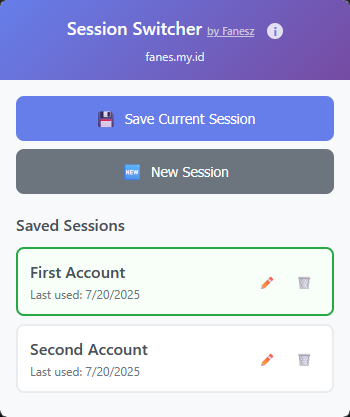 Session Switcher by Fanesz i
fanes.my.id
Save Current Session
NEW New Session
Saved Sessions
First Account
Last used: 7/20/2025
Second Account
Last used: 7/20/2025